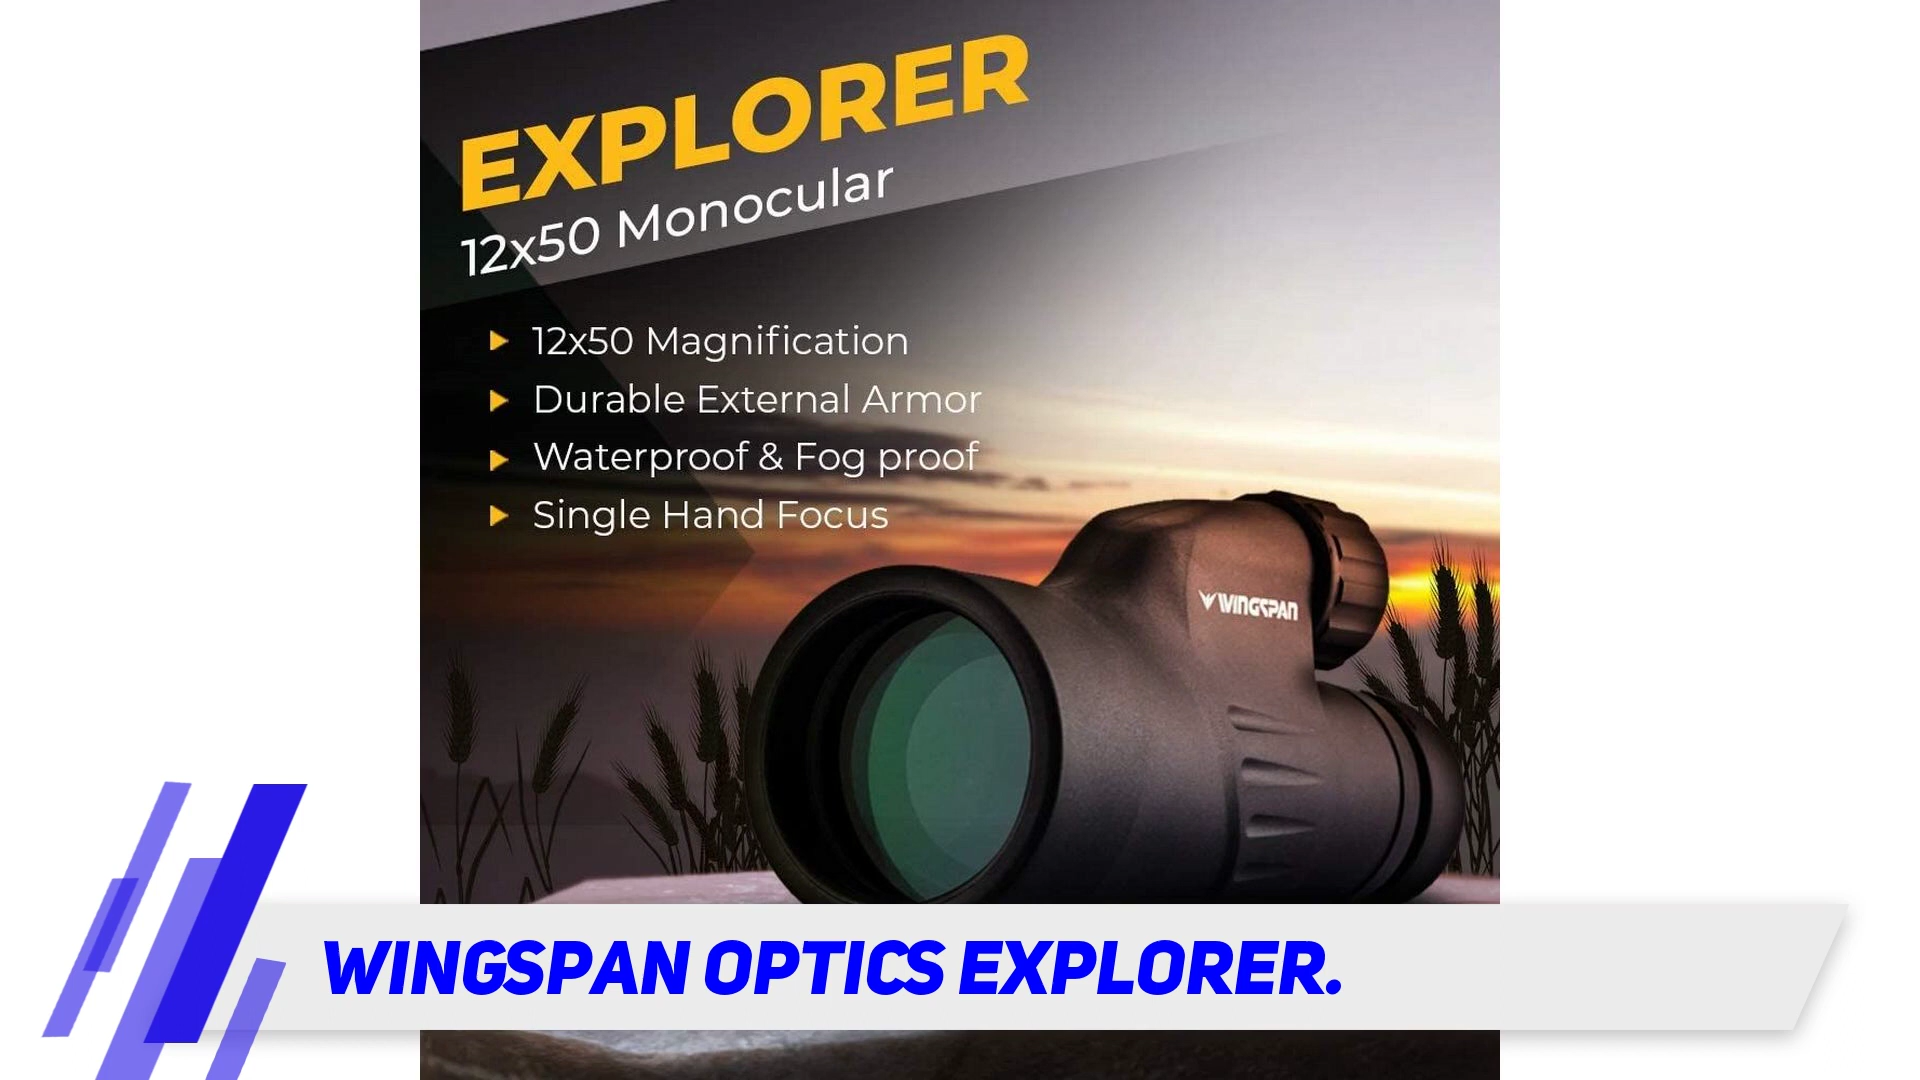 EXPLORER
12x50 Monocular
12x50 Magnification
Durable External Armor
Waterproof & Fog proof
Single Hand Focus
WINGSPAN
WINGSPAN OPTICS EXPLORER.